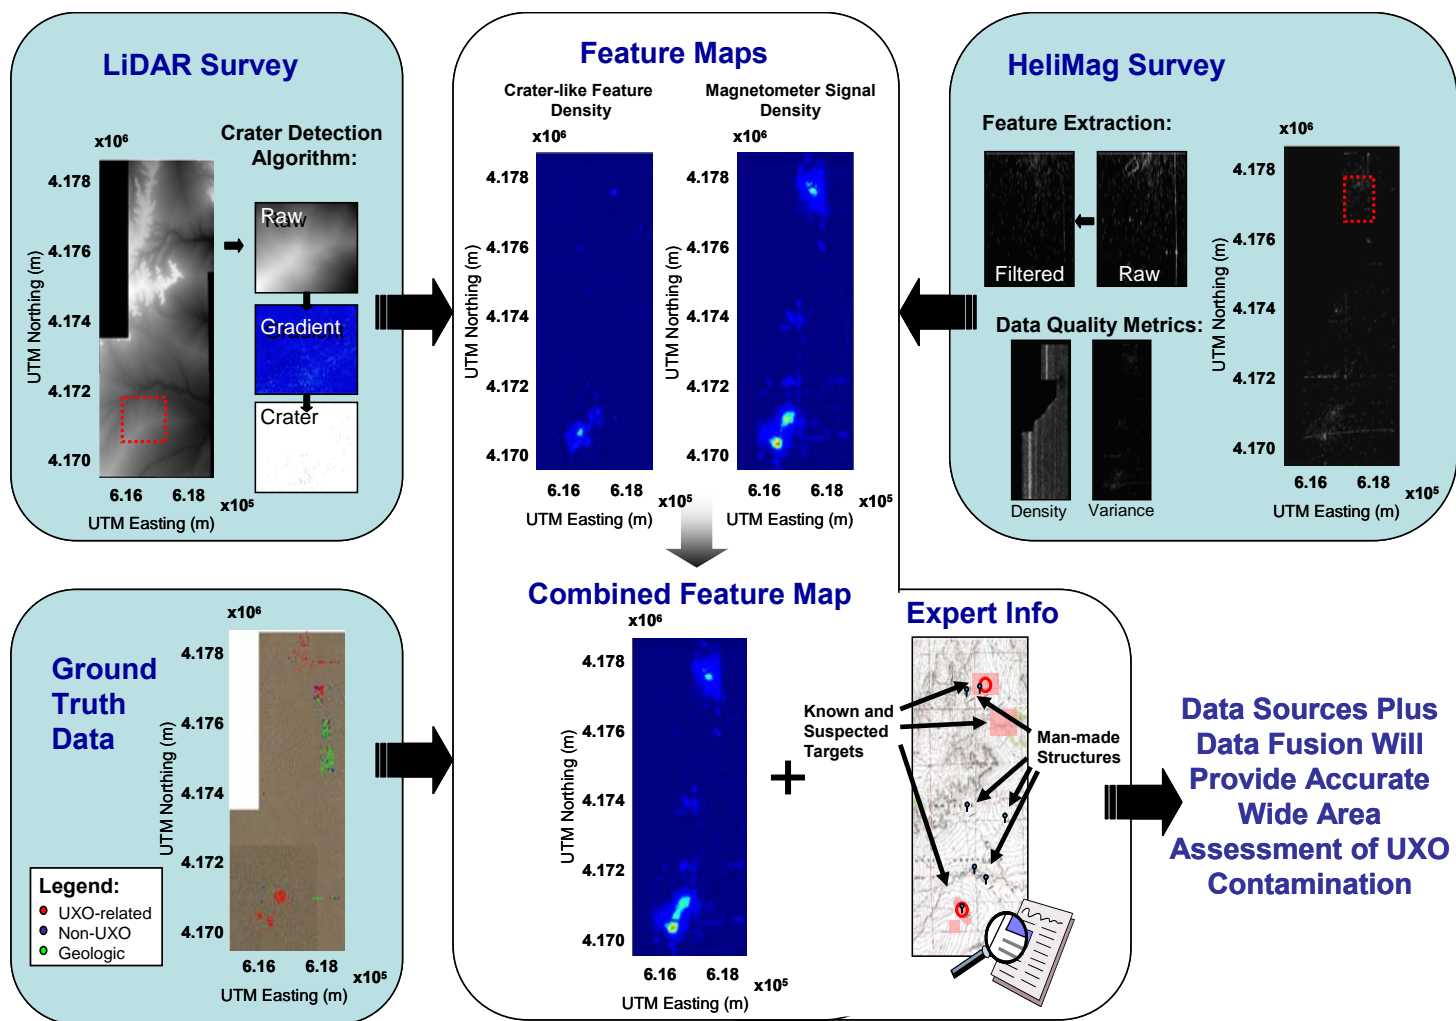 LiDAR Survey
x10⁶
Crater Detection
Algorithm:
4.178
4.176
4.174
4.172
4.170
UTM Northing (m)
Raw
Gradient
Crater
6.16
6.18
x10⁵
UTM Easting (m)
Feature Maps
Crater-like Feature
Density
x10⁶
4.178
4.176
4.174
4.172
4.170
UTM Northing (m)
6.16
6.18
x10⁵
UTM Easting (m)
Magnetometer Signal
Density
x10⁶
4.178
4.176
4.174
4.172
4.170
UTM Northing (m)
6.16
6.18
x10⁵
UTM Easting (m)
HeliMag Survey
Feature Extraction:
Filtered
Raw
Data Quality Metrics:
Density
Variance
x10⁶
4.178
4.176
4.174
4.172
4.170
UTM Northing (m)
6.16
6.18
x10⁵
UTM Easting (m)
Ground
Truth
Data
x10⁶
4.178
4.176
4.174
4.172
4.170
UTM Northing (m)
6.16
6.18
x10⁵
UTM Easting (m)
Legend:
UXO-related
Non-UXO
Geologic
Combined Feature Map
x10⁶
4.178
4.176
4.174
4.172
4.170
UTM Northing (m)
6.16
6.18
x10⁵
UTM Easting (m)
+
Expert Info
Known and
Suspected
Targets
Man-made
Structures
Data Sources Plus
Data Fusion Will
Provide Accurate
Wide Area
Assessment of UXO
Contamination